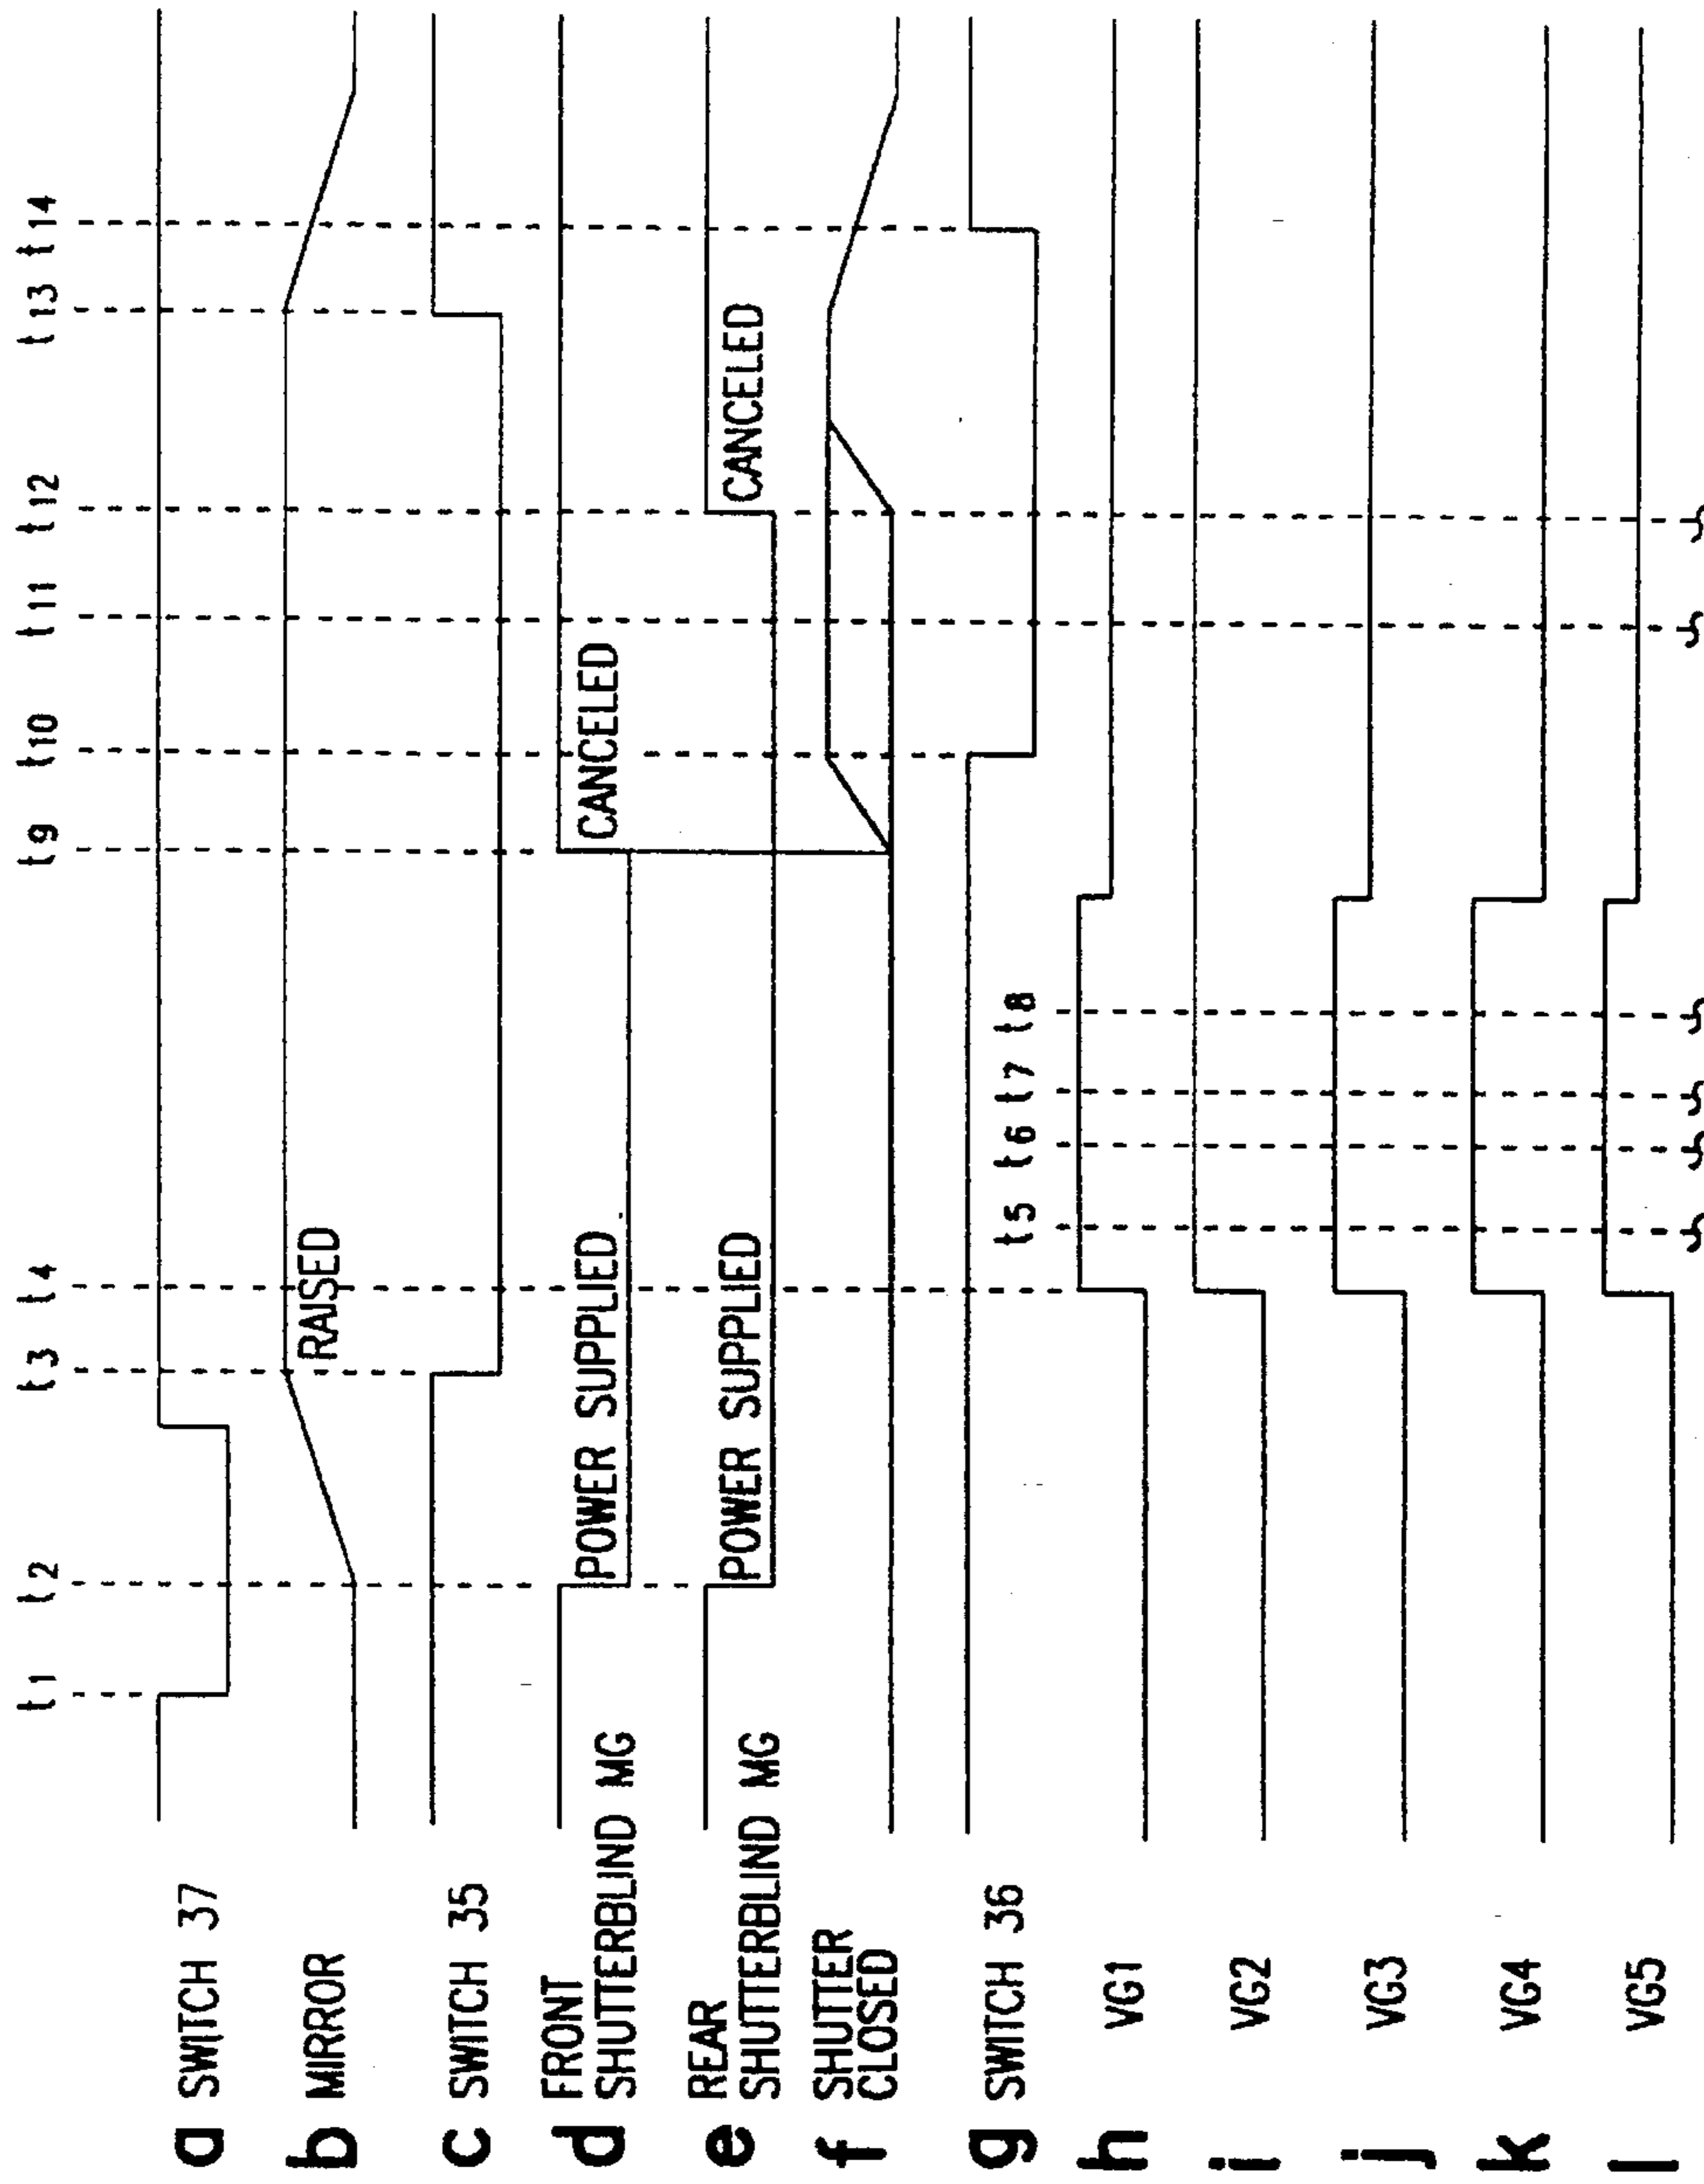 t1 t2 t3 t4 t9 t10 t11 t12 t13 t14
a SWITCH 37
b MIRROR
RAISED
c SWITCH 35
d FRONT
SHUTTERBLIND MG
POWER SUPPLIED
CANCELED
e REAR
SHUTTERBLIND MG
POWER SUPPLIED
CANCELED
f SHUTTER
CLOSED
g SWITCH 36
t5 t6 t7 t8
h VG1
i VG2
j VG3
k VG4
l VG5